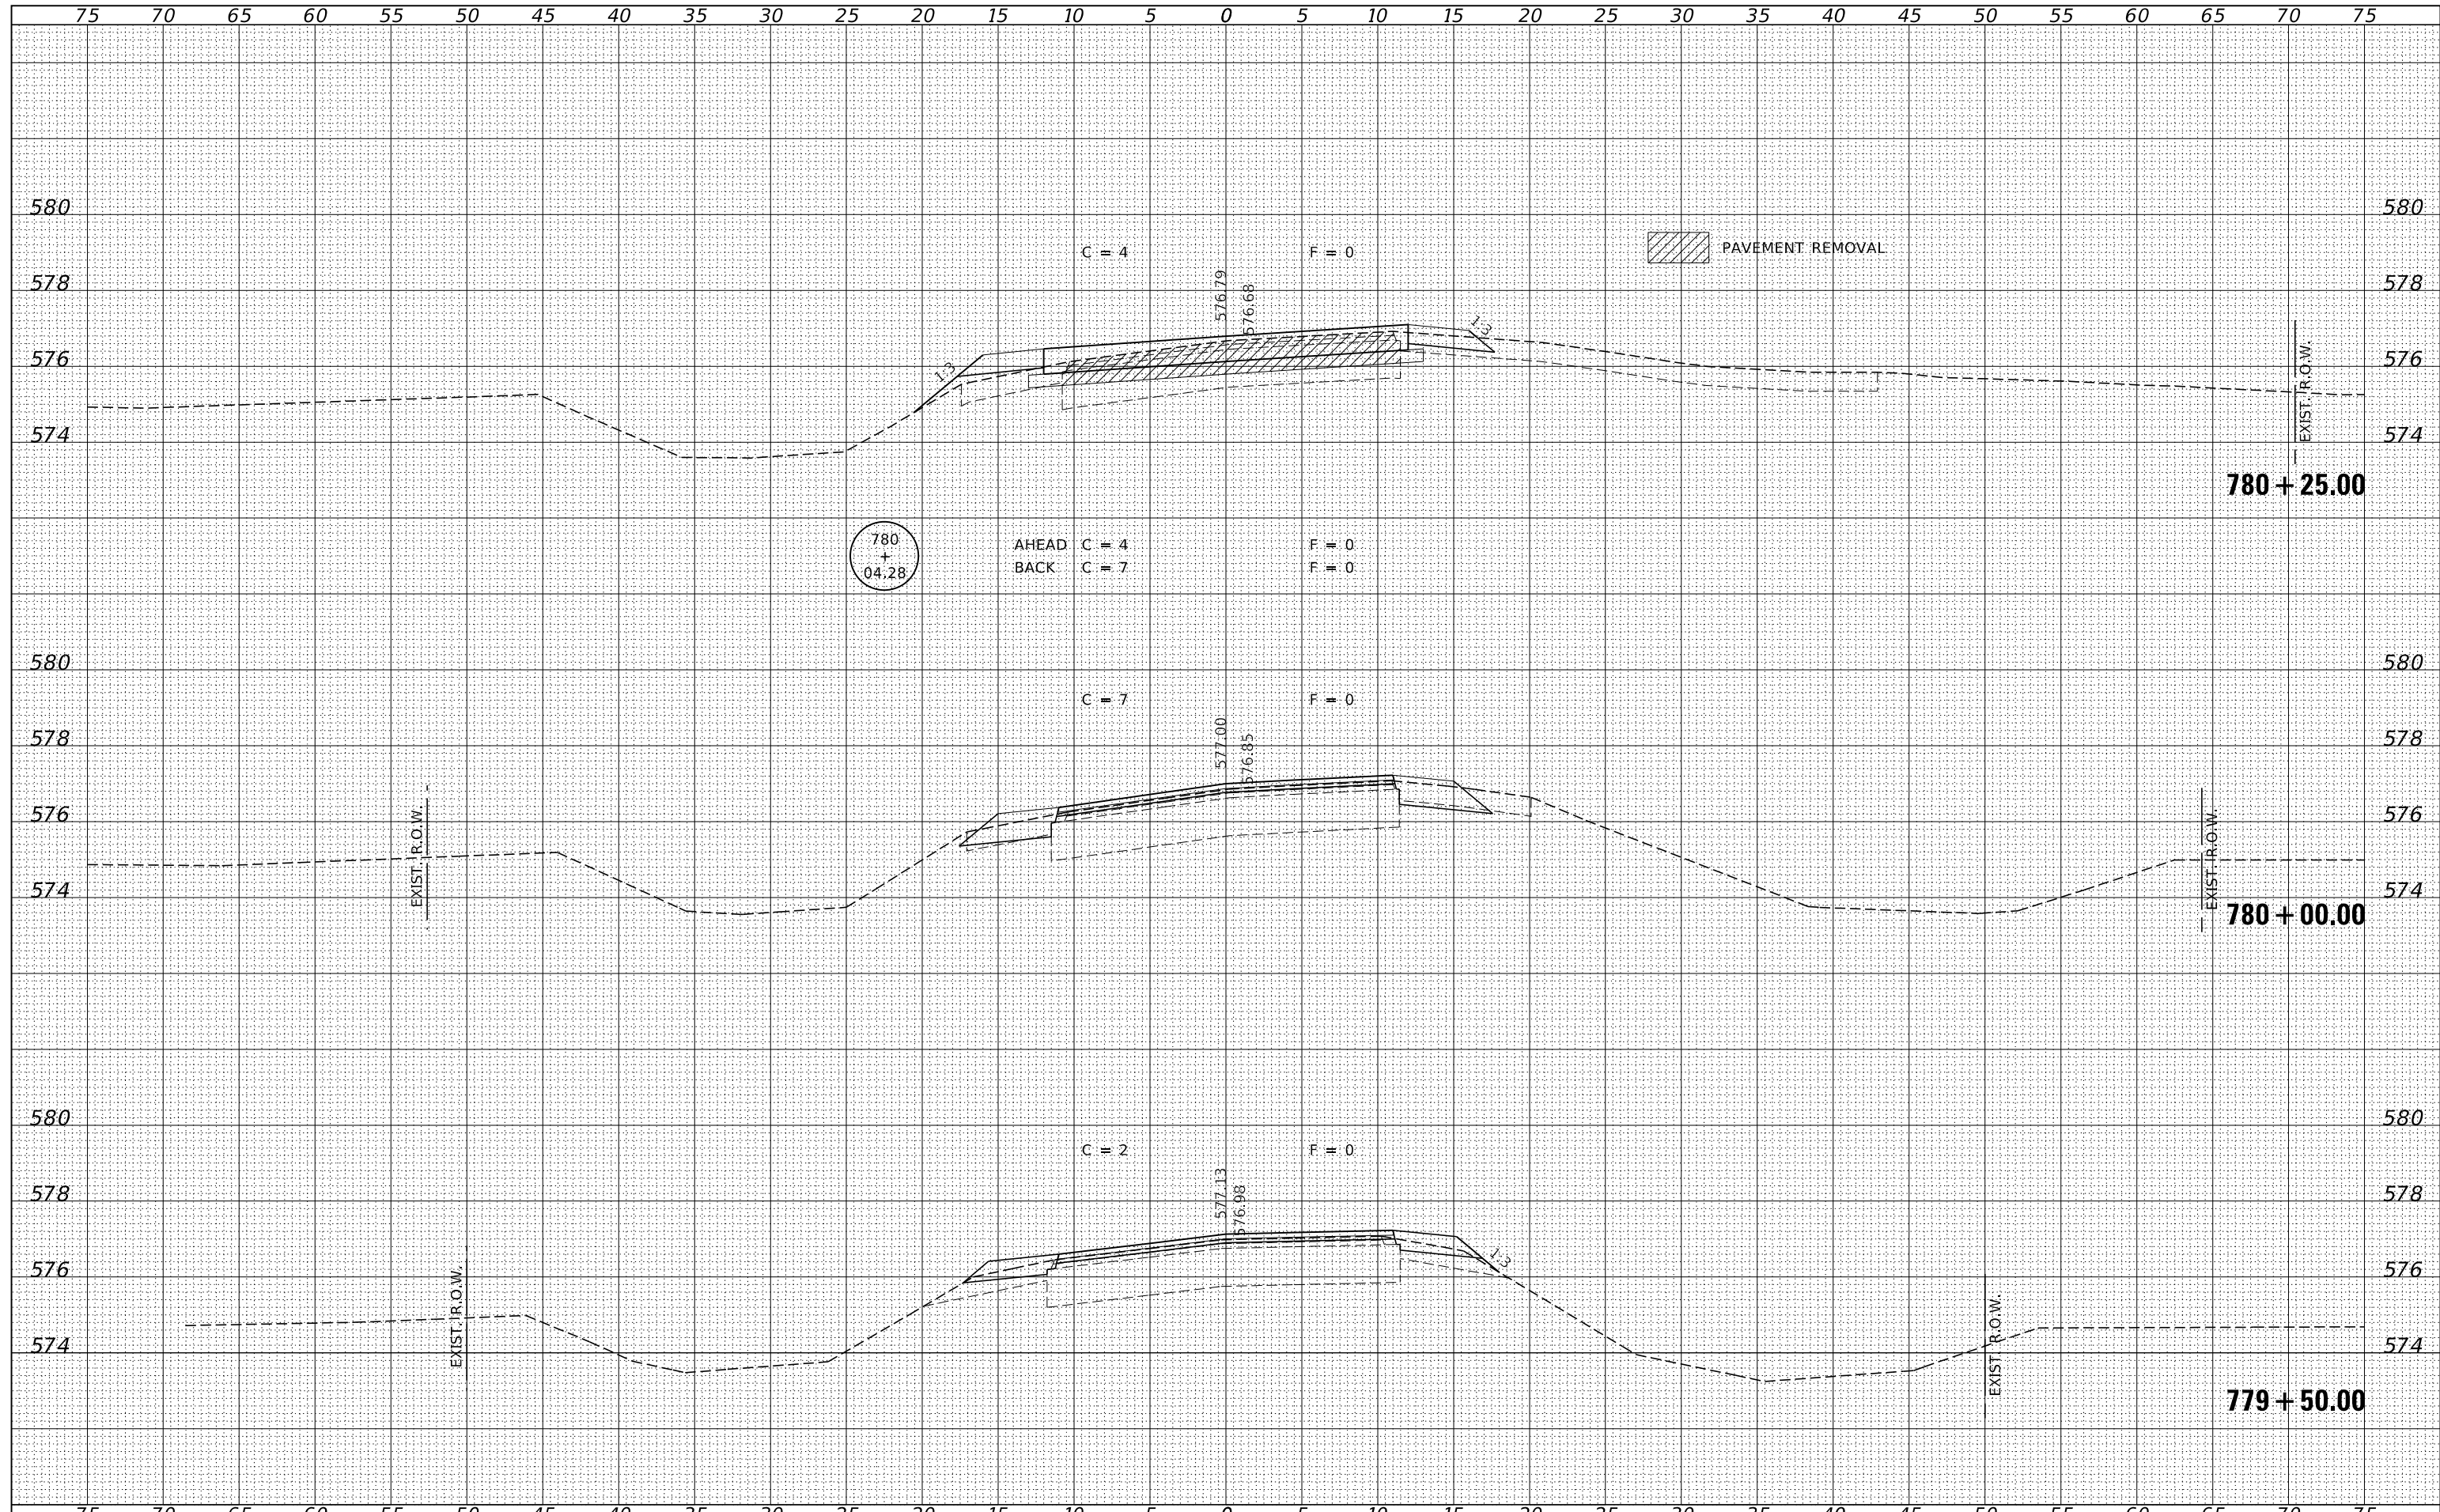 75 70 65 60 55 50 45 40 35 30 25 20 15 10 5 0 5 10 15 20 25 30 35 40 45 50 55 60 65 70 75
580 580
C = 4 F = 0 PAVEMENT REMOVAL
578 578
576.79
576.68
1:3
1:3
576 576
EXIST. R.O.W.
574 574
780+25.00
780
+
04.28
AHEAD C = 4 F = 0
BACK C = 7 F = 0
580 580
C = 7 F = 0
578 578
577.00
576.85
576 576
EXIST. R.O.W.
EXIST. R.O.W.
574 574
780+00.00
580 580
C = 2 F = 0
578 578
577.13
576.98
1:3
576 576
EXIST. R.O.W.
EXIST. R.O.W.
574 574
779+50.00
75 70 65 60 55 50 45 40 35 30 25 20 15 10 5 0 5 10 15 20 25 30 35 40 45 50 55 60 65 70 75